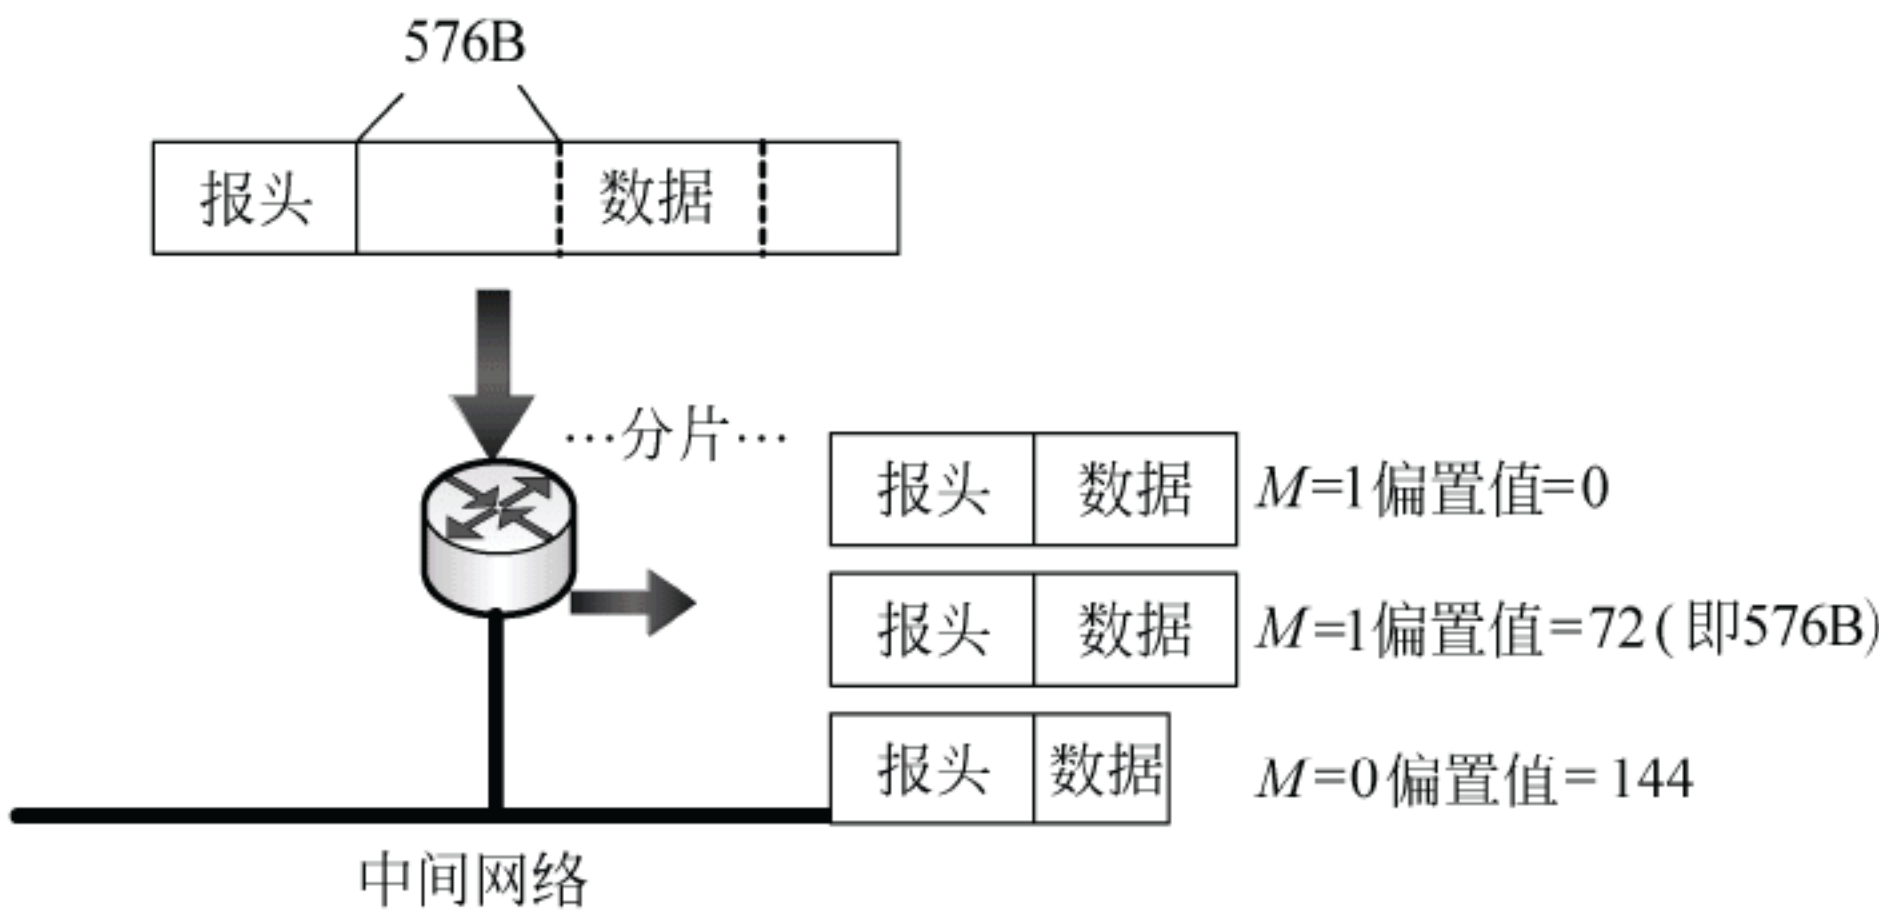 576B
报头 数据
…分片…
报头 数据 M=1偏置值=0
报头 数据 M=1偏置值=72(即576B)
报头 数据 M=0偏置值=144
中间网络